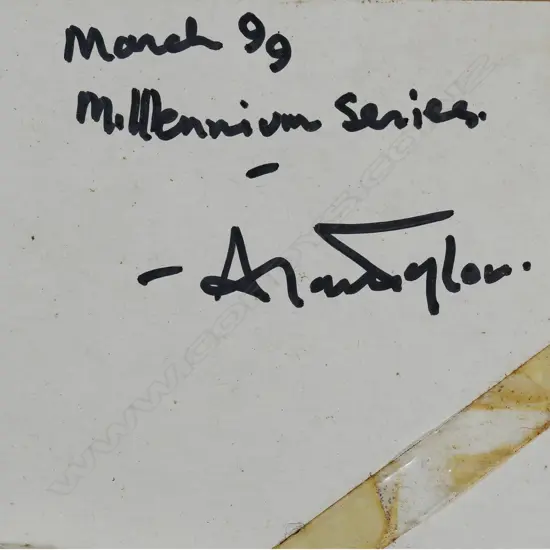 March 99
Millennium Series.
-
- Alan Taylor.